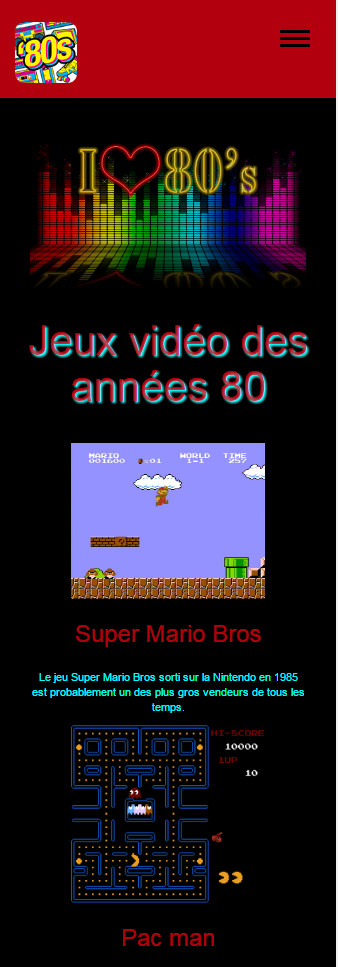 '80s
I 80's
Jeux vidéo des
années 80
MARIO WORLD TIME
001600 ×01 1-1 257
Super Mario Bros
Le jeu Super Mario Bros sorti sur la Nintendo en 1985
est probablement un des plus gros vendeurs de tous les
temps.
HI-SCORE
10000
1UP
10
Pac man